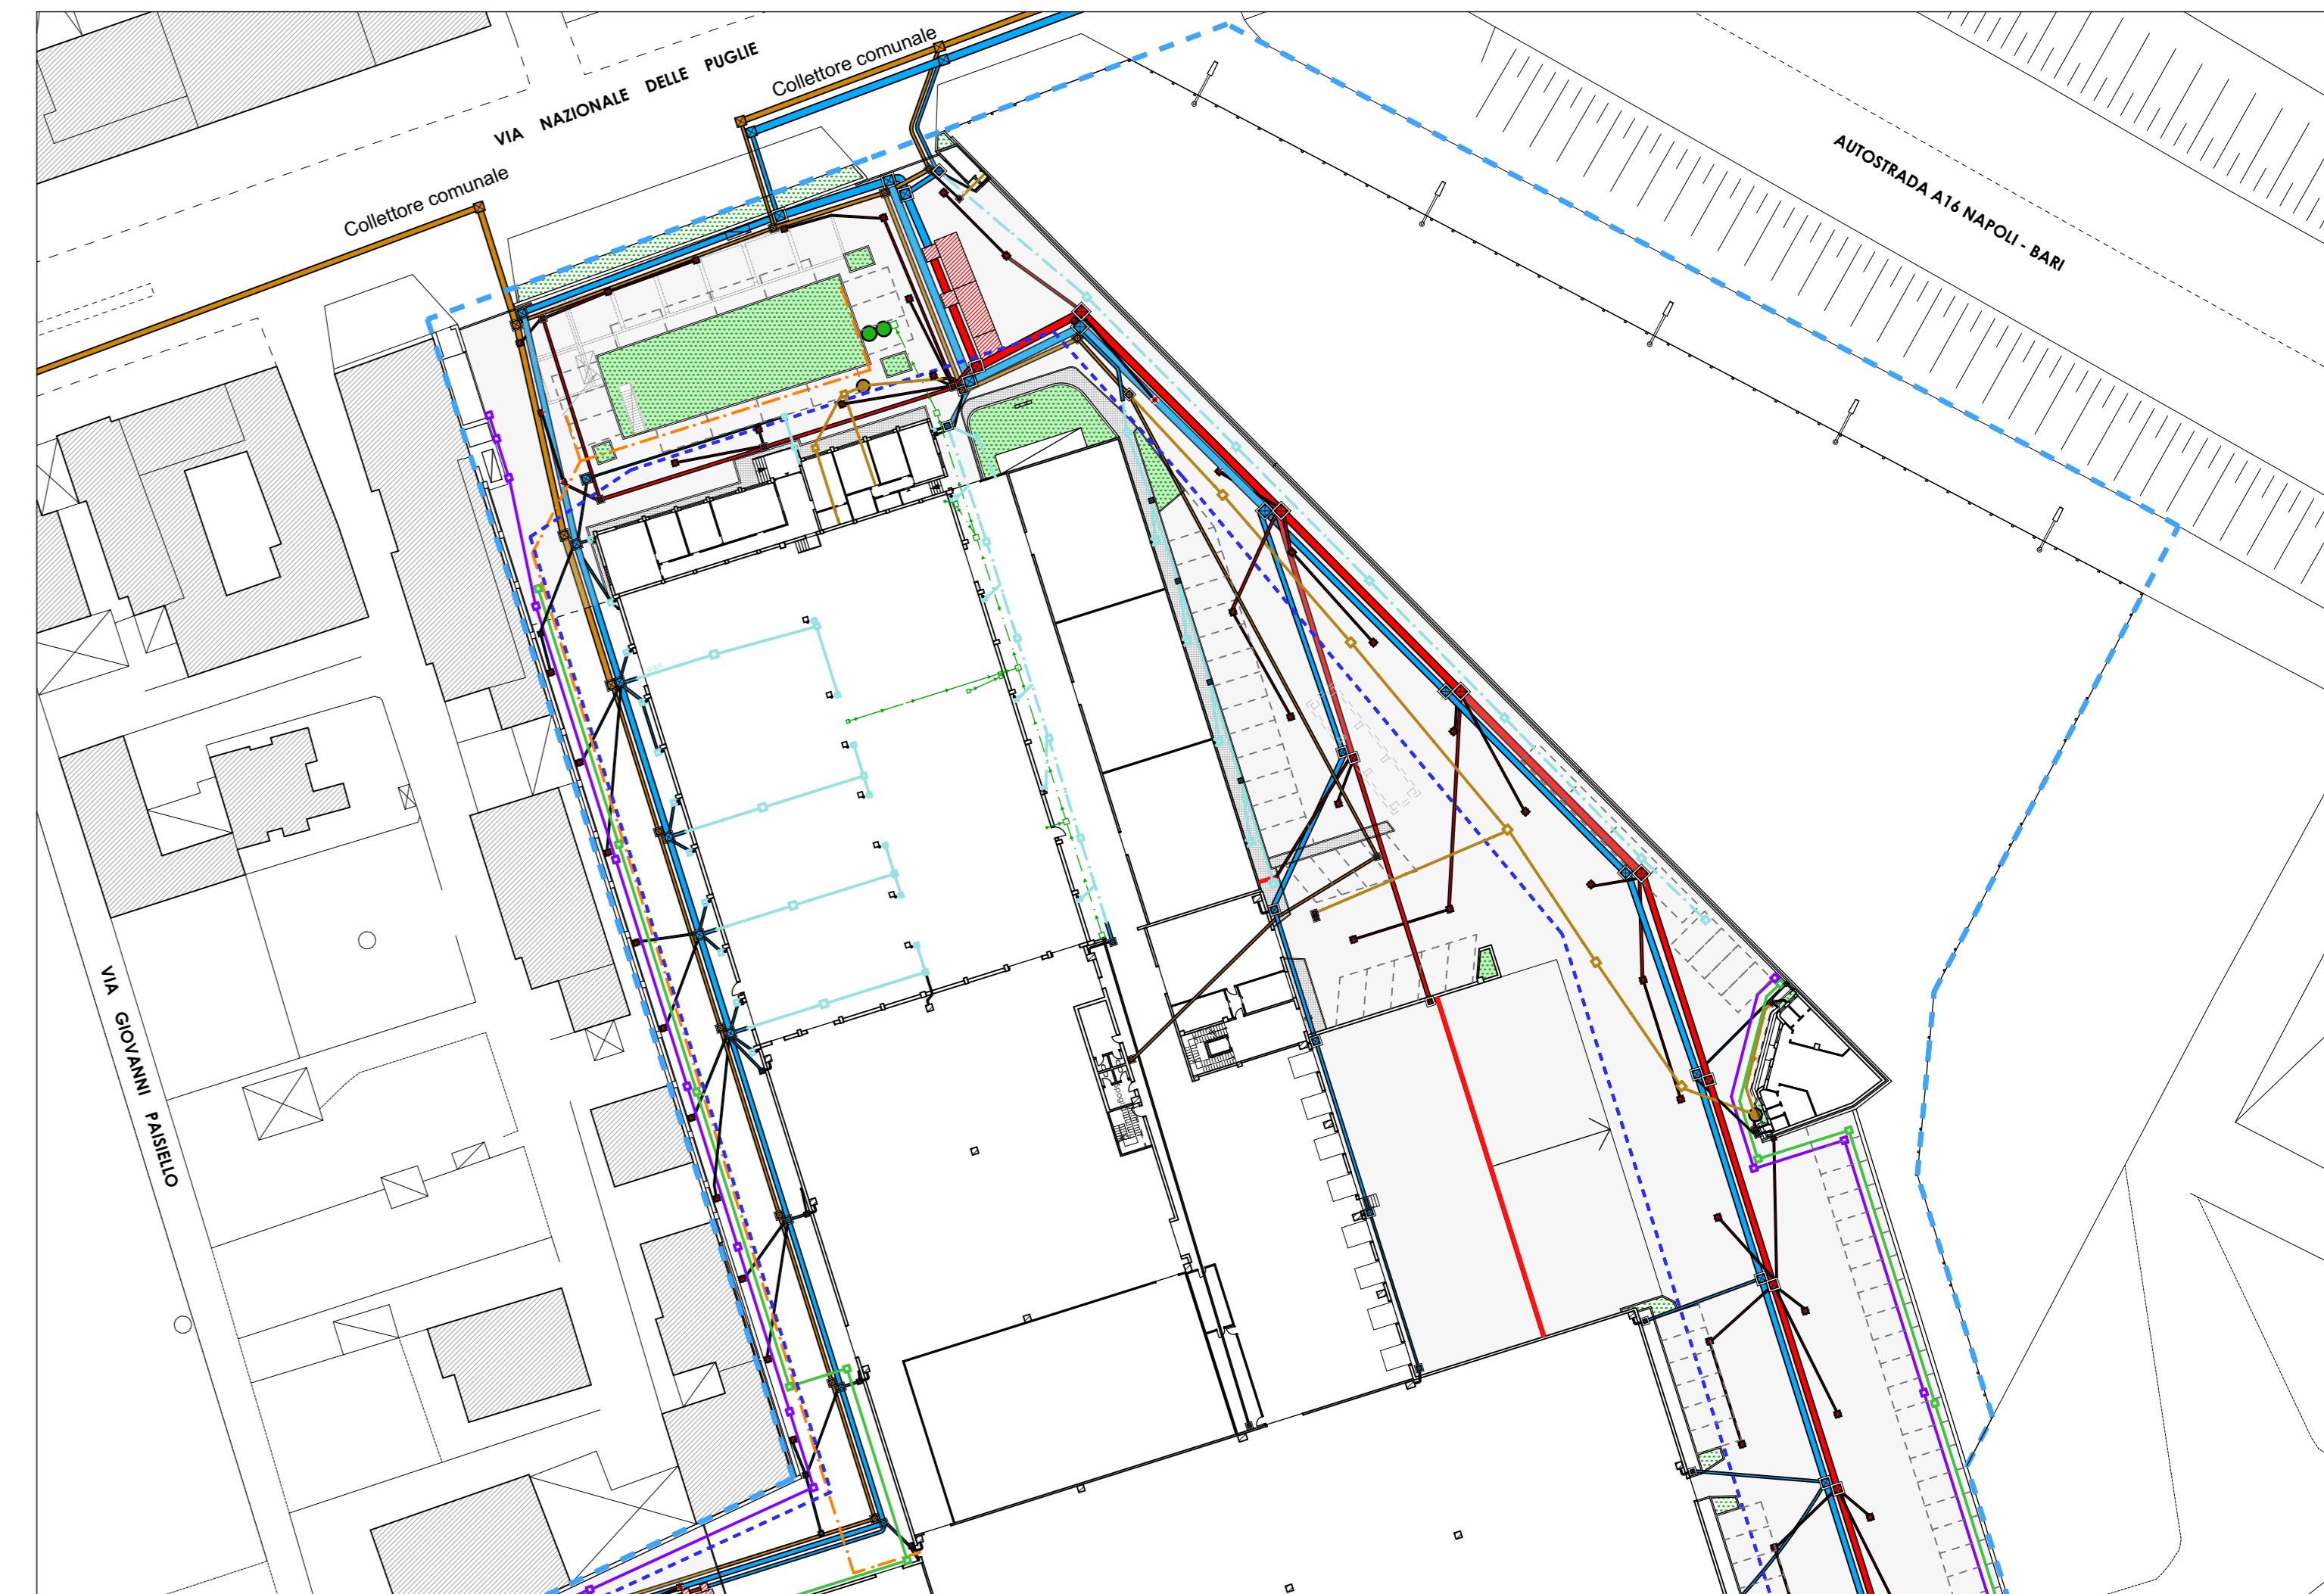 Collettore comunale
VIA NAZIONALE DELLE PUGLIE
Collettore comunale
AUTOSTRADA A16 NAPOLI - BARI
VIA GIOVANNI PAISIELLO